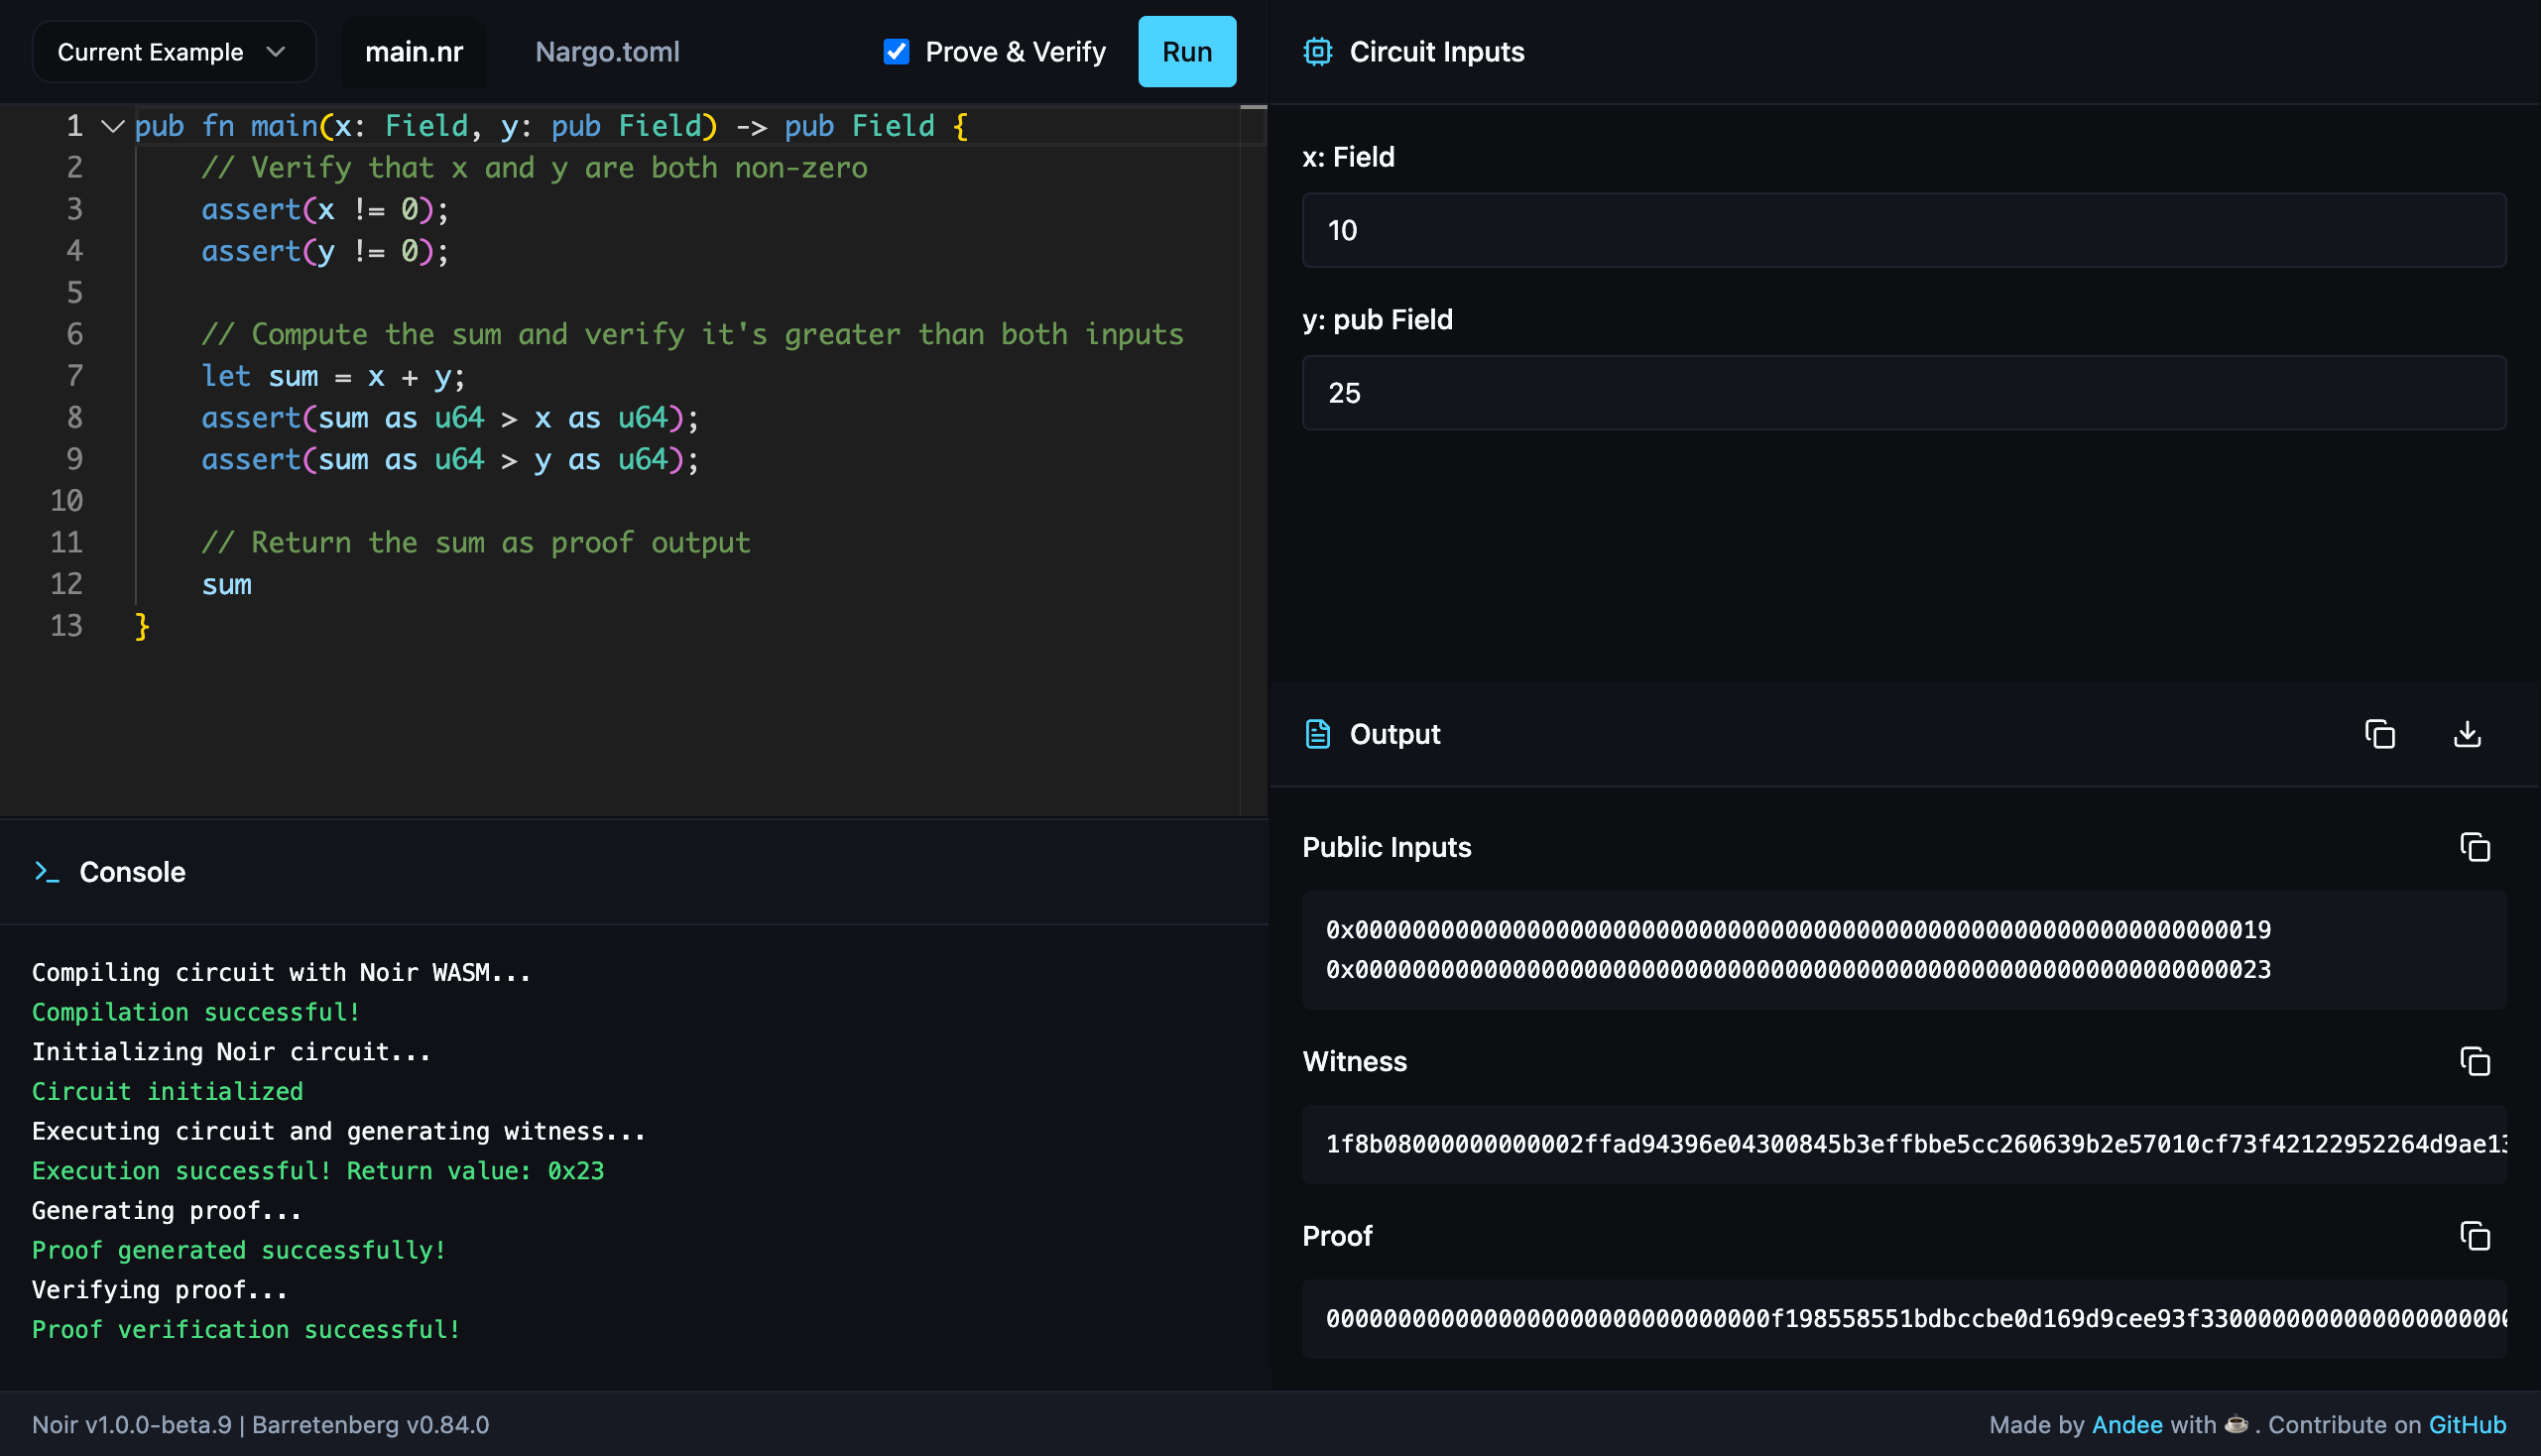 Current Example
main.nr
Nargo.toml
Prove & Verify
Run
1 pub fn main(x: Field, y: pub Field) -> pub Field {
2 // Verify that x and y are both non-zero
3 assert(x != 0);
4 assert(y != 0);
5
6 // Compute the sum and verify it's greater than both inputs
7 let sum = x + y;
8 assert(sum as u64 > x as u64);
9 assert(sum as u64 > y as u64);
10
11 // Return the sum as proof output
12 sum
13 }
Console
Compiling circuit with Noir WASM...
Compilation successful!
Initializing Noir circuit...
Circuit initialized
Executing circuit and generating witness...
Execution successful! Return value: 0x23
Generating proof...
Proof generated successfully!
Verifying proof...
Proof verification successful!
Circuit Inputs
x: Field
10
y: pub Field
25
Output
Public Inputs
0x0000000000000000000000000000000000000000000000000000000000000019
0x0000000000000000000000000000000000000000000000000000000000000023
Witness
1f8b08000000000002ffad94396e04300845b3effbbe5cc260639b2e57010cf73f42122952264d9ae13
Proof
0000000000000000000000000000000f198558551bdbccbe0d169d9cee93f3300000000000000000000
Noir v1.0.0-beta.9 | Barretenberg v0.84.0
Made by Andee with ☕ . Contribute on GitHub